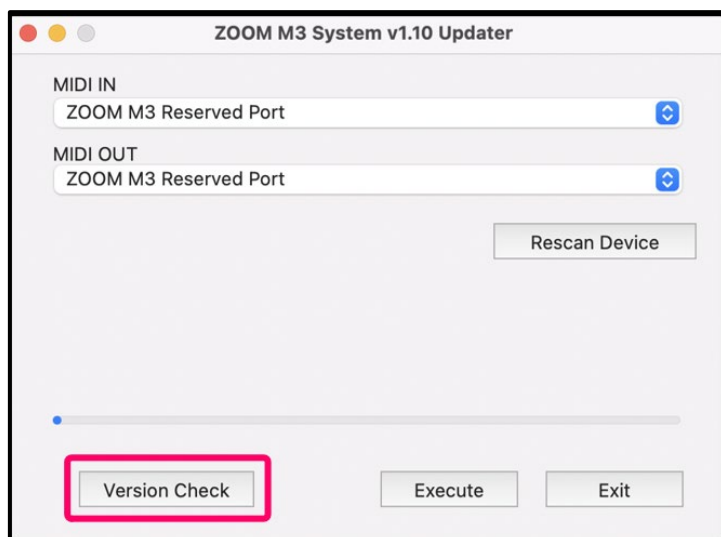 ZOOM M3 System v1.10 Updater
MIDI IN
ZOOM M3 Reserved Port
MIDI OUT
ZOOM M3 Reserved Port
Rescan Device
Version Check Execute Exit